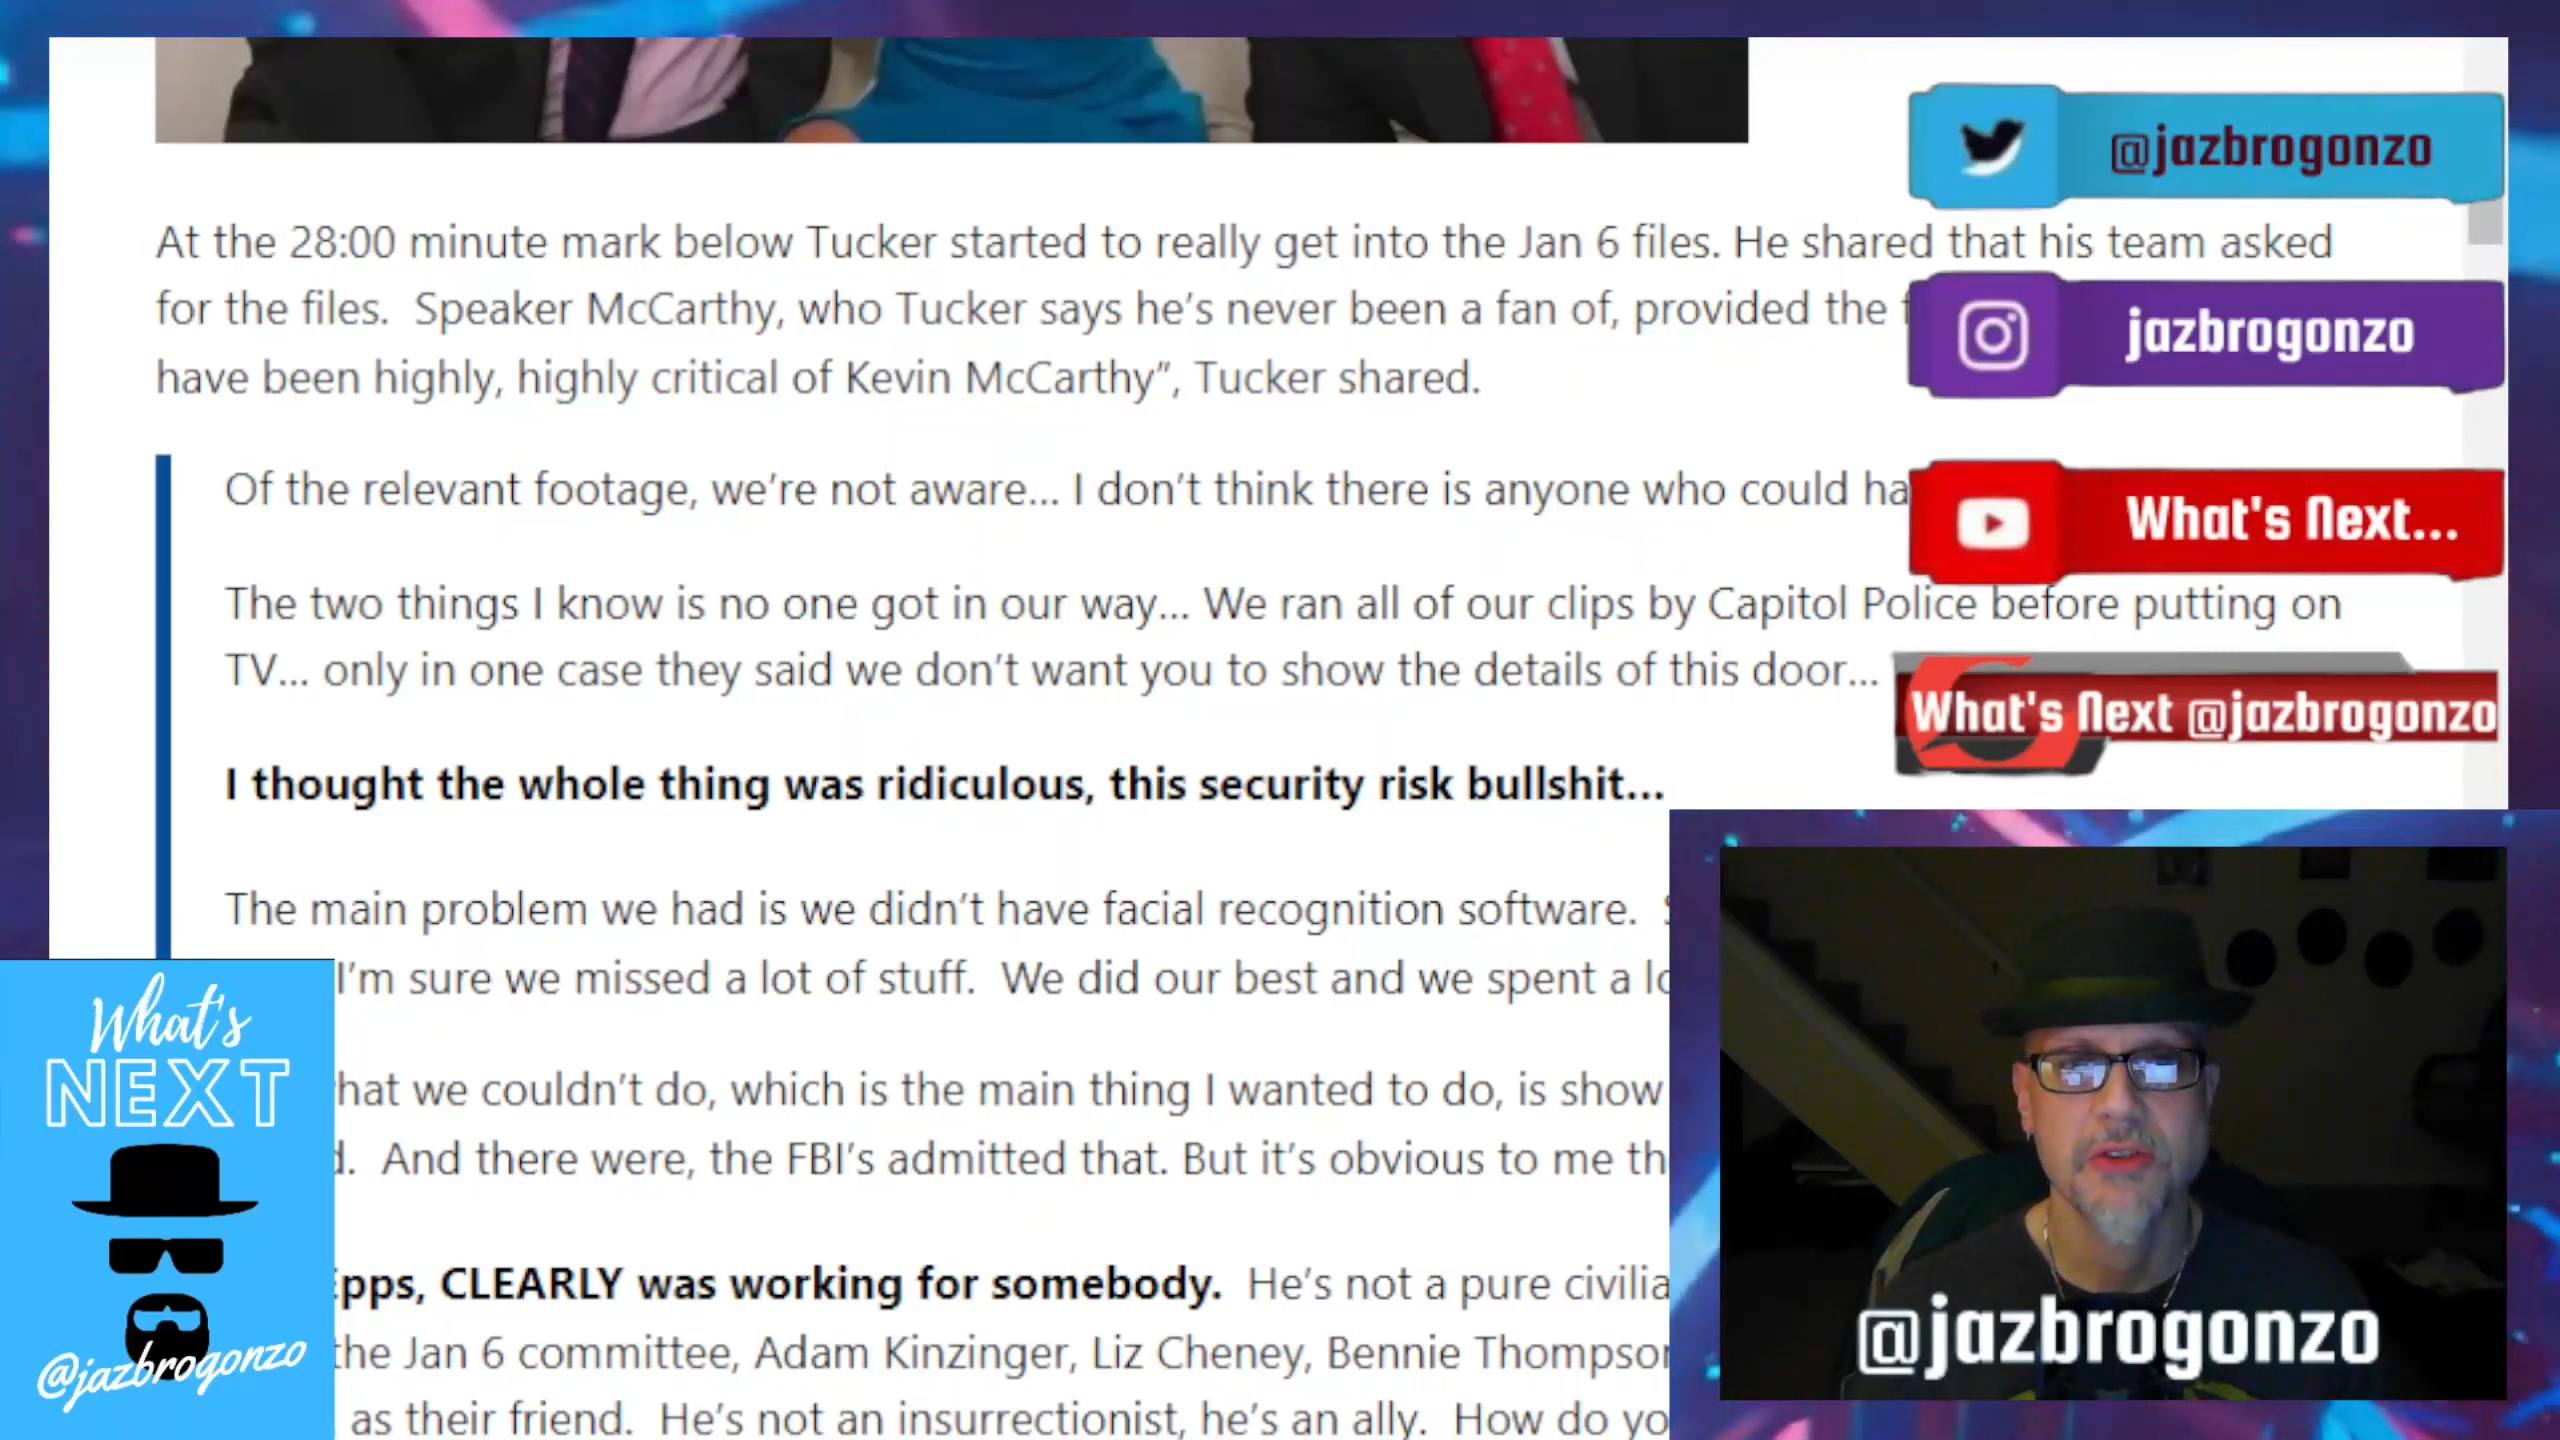 At the 28:00 minute mark below Tucker started to really get into the Jan 6 files. He shared that his team asked
for the files.  Speaker McCarthy, who Tucker says he's never been a fan of, provided the
have been highly, highly critical of Kevin McCarthy”, Tucker shared.
Of the relevant footage, we're not aware… I don't think there is anyone who could
The two things I know is no one got in our way… We ran all of our clips by Capitol Police before putting on
TV… only in one case they said we don't want you to show the details of this door…
I thought the whole thing was ridiculous, this security risk bullshit…
The main problem we had is we didn't have facial recognition software.
I'm sure we missed a lot of stuff.  We did our best and we spent a
we couldn't do, which is the main thing I wanted to do, is show
And there were, the FBI's admitted that. But it's obvious to me
CLEARLY was working for somebody.  He's not a pure
the Jan 6 committee, Adam Kinzinger, Liz Cheney, Bennie
as their friend.  He's not an insurrectionist, he's an ally.  How do
@jazbrogonzo
jazbrogonzo
What's Next...
What's Next @jazbrogonzo
What's
NEXT
@jazbrogonzo
@jazbrogonzo